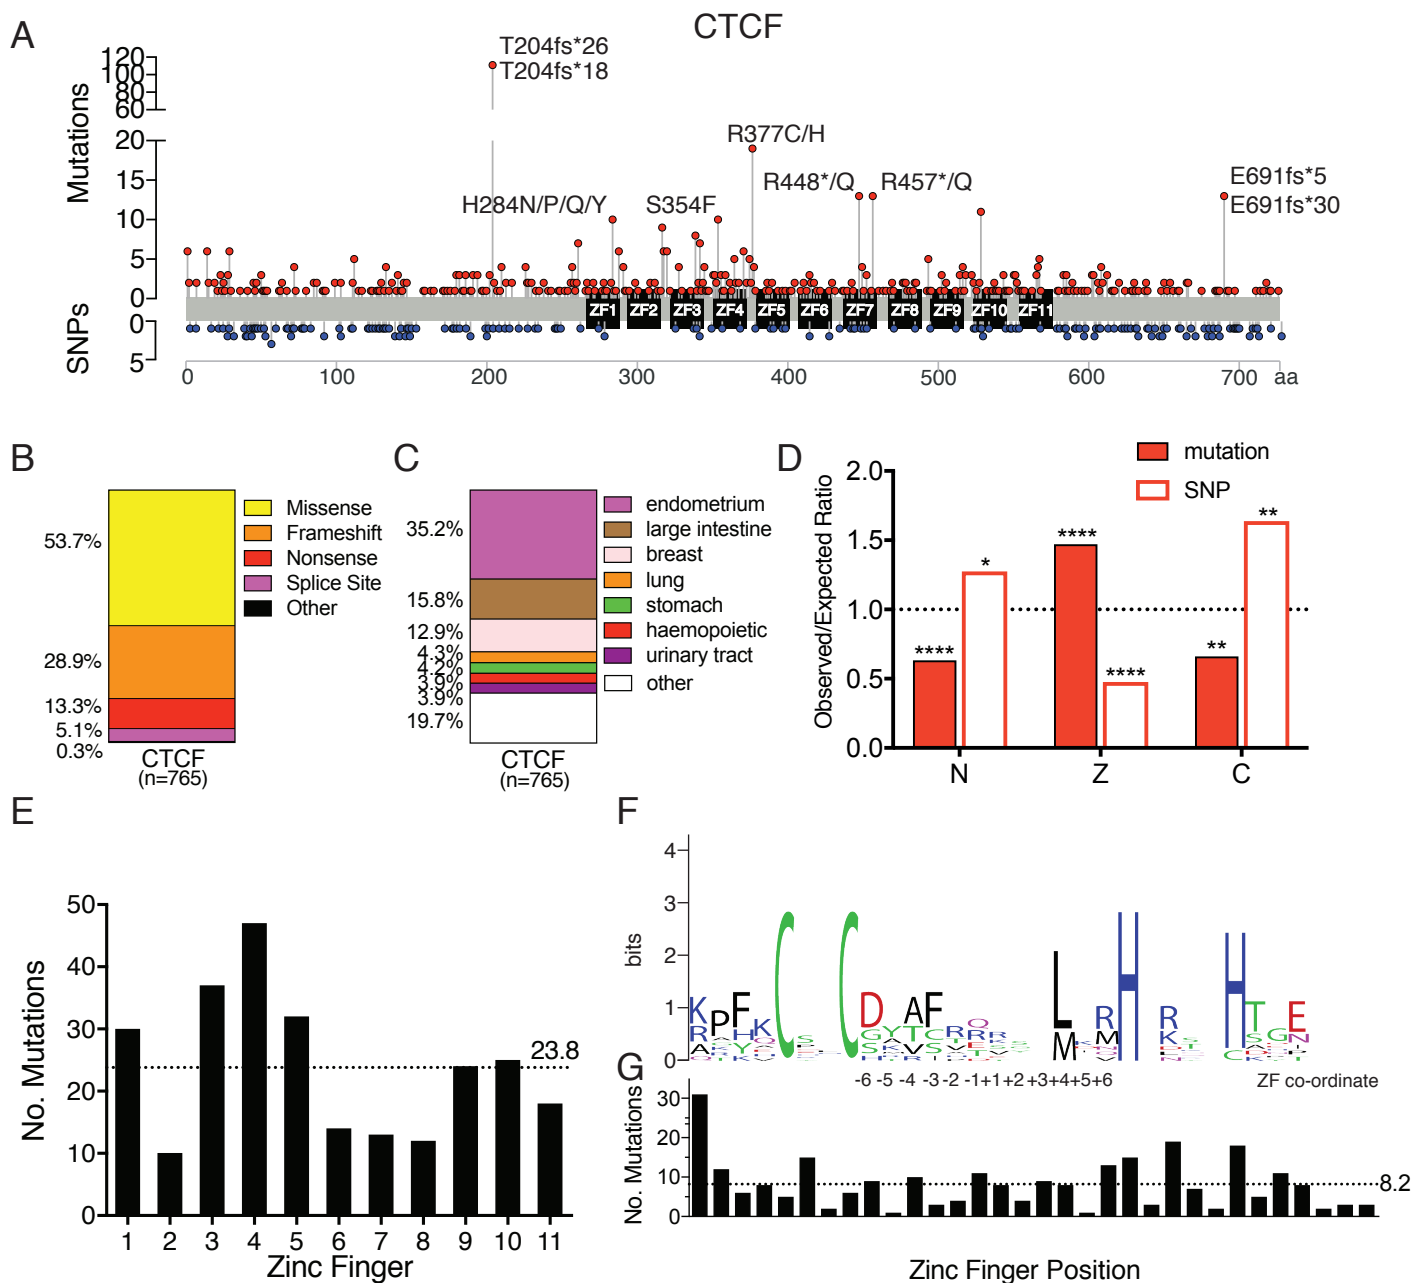 A
CTCF
T204fs*26
T204fs*18
120
100
80
60
20
15
10
5
0
Mutations
R377C/H
R448*/Q
R457*/Q
E691fs*5
E691fs*30
H284N/P/Q/Y
S354F
ZF1 ZF2 ZF3 ZF4 ZF5 ZF6 ZF7 ZF8 ZF9 ZF10 ZF11
SNPs
0
5
0 100 200 300 400 500 600 700 aa
B
53.7%
28.9%
13.3%
5.1%
0.3%
Missense
Frameshift
Nonsense
Splice Site
Other
CTCF
(n=765)
C
35.2%
15.8%
12.9%
4.3%
4.2%
3.9%
3.9%
19.7%
endometrium
large intestine
breast
lung
stomach
haemopoietic
urinary tract
other
CTCF
(n=765)
D
mutation
SNP
Observed/Expected Ratio
2.0
1.5
1.0
0.5
0.0
**** * **** **** ** **
N Z C
E
No. Mutations
50
40
30
20
10
0
23.8
1 2 3 4 5 6 7 8 9 10 11
Zinc Finger
F
bits
4
3
2
1
0
-6 -5 -4 -3 -2 -1+1+2 +3+4+5+6
ZF co-ordinate
G
No. Mutations
30
20
10
0
8.2
Zinc Finger Position